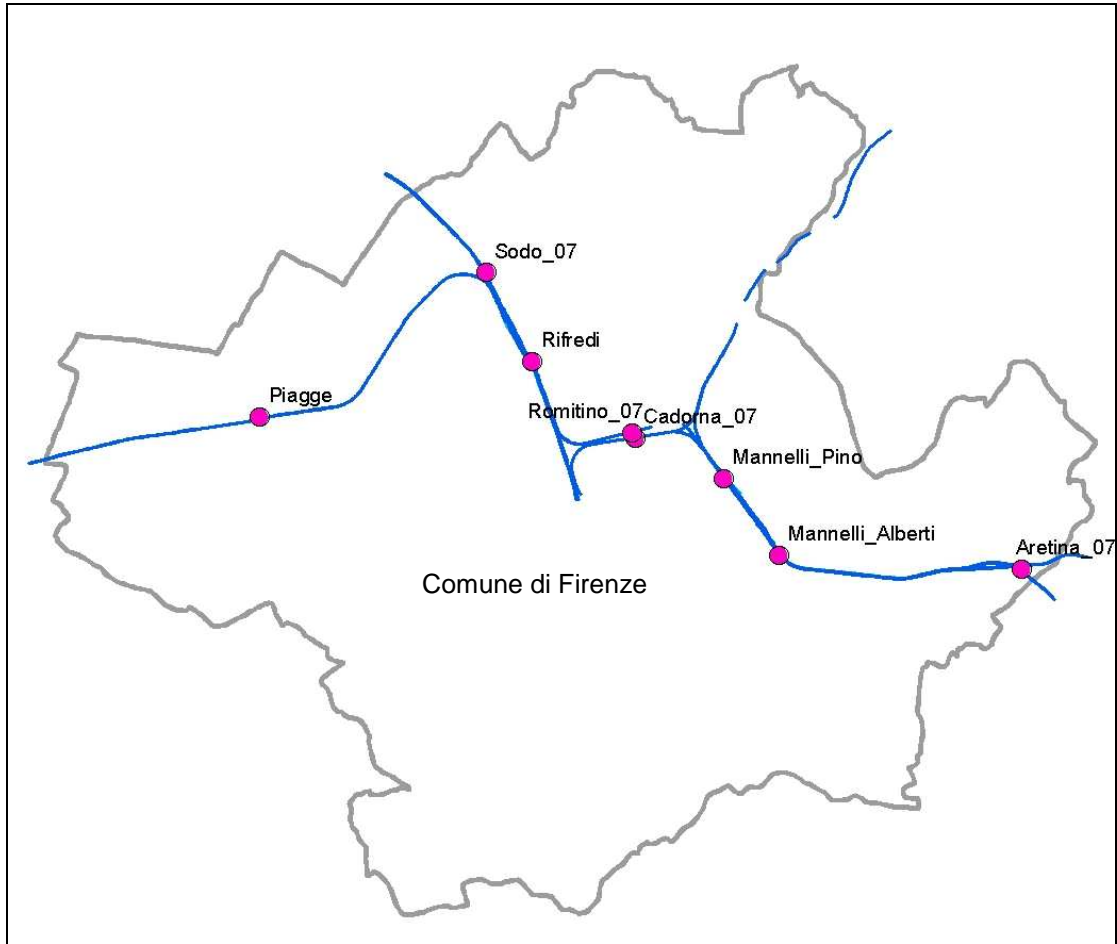 Sodo_07
Rifredi
Piagge
Romitino_07
Cadorna_07
Mannelli_Pino
Mannelli_Alberti
Aretina_07
Comune di Firenze